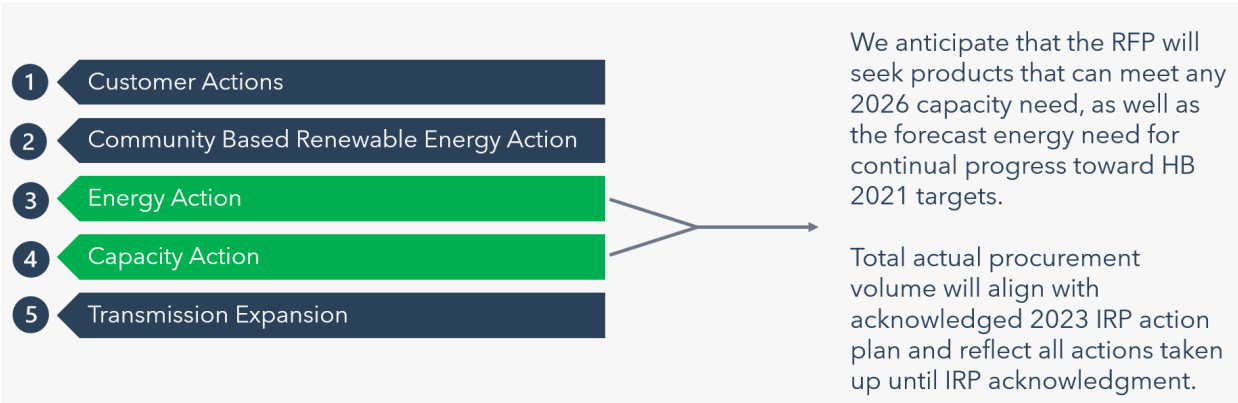 1 Customer Actions
2 Community Based Renewable Energy Action
3 Energy Action
4 Capacity Action
5 Transmission Expansion
We anticipate that the RFP will
seek products that can meet any
2026 capacity need, as well as
the forecast energy need for
continual progress toward HB
2021 targets.
Total actual procurement
volume will align with
acknowledged 2023 IRP action
plan and reflect all actions taken
up until IRP acknowledgment.